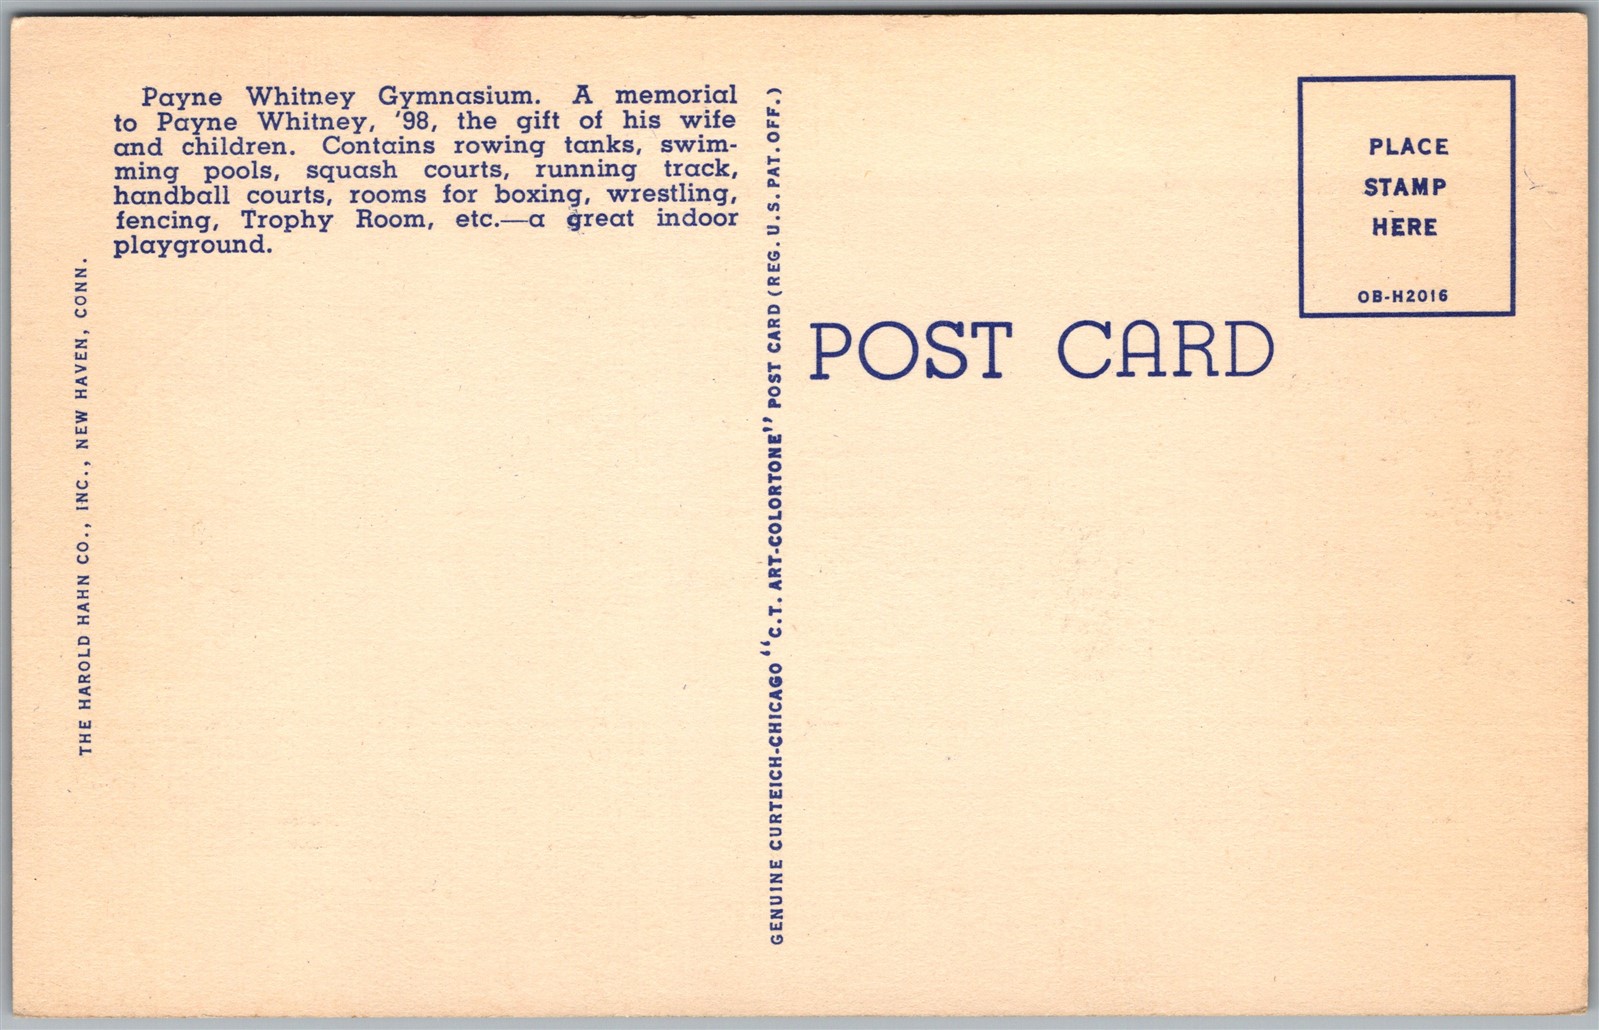 Payne Whitney Gymnasium. A memorial
to Payne Whitney, '98, the gift of his wife
and children. Contains rowing tanks, swim-
ming pools, squash courts, running track,
handball courts, rooms for boxing, wrestling,
fencing, Trophy Room, etc.—a great indoor
playground.
THE HAROLD HAHN CO., INC., NEW HAVEN, CONN.
GENUINE CURTEICH-CHICAGO "C.T. ART-COLORTONE" POST CARD (REG. U.S. PAT. OFF.)
POST CARD
PLACE
STAMP
HERE
OB-H2016